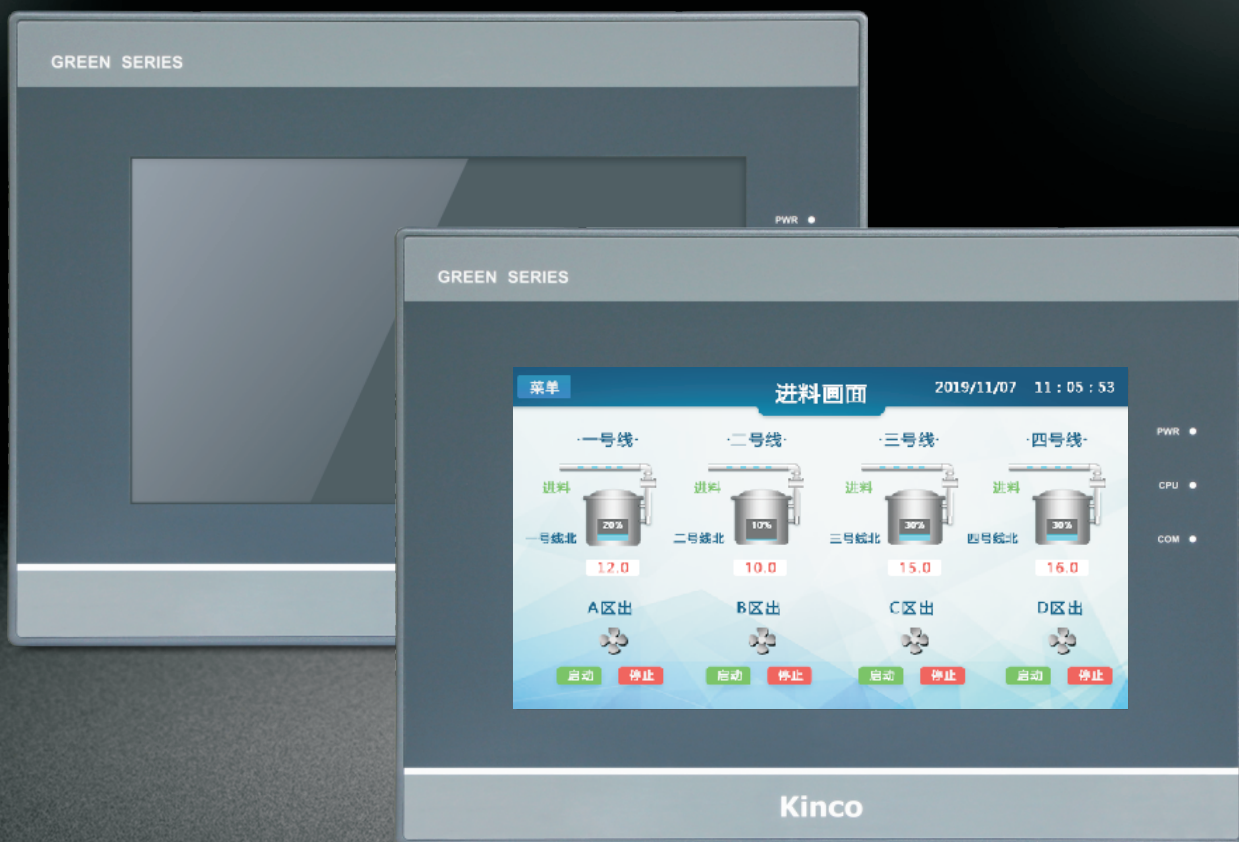 GREEN SERIES
PWR
GREEN SERIES
菜单
进料画面
2019/11/07 11:05:53
·一号线·
·二号线·
·三号线·
·四号线·
进料
进料
进料
进料
20%
10%
30%
30%
一号线北
二号线北
三号线北
四号线北
12.0
10.0
15.0
16.0
A区出
B区出
C区出
D区出
启动
停止
启动
停止
启动
停止
启动
停止
PWR
CPU
COM
Kinco